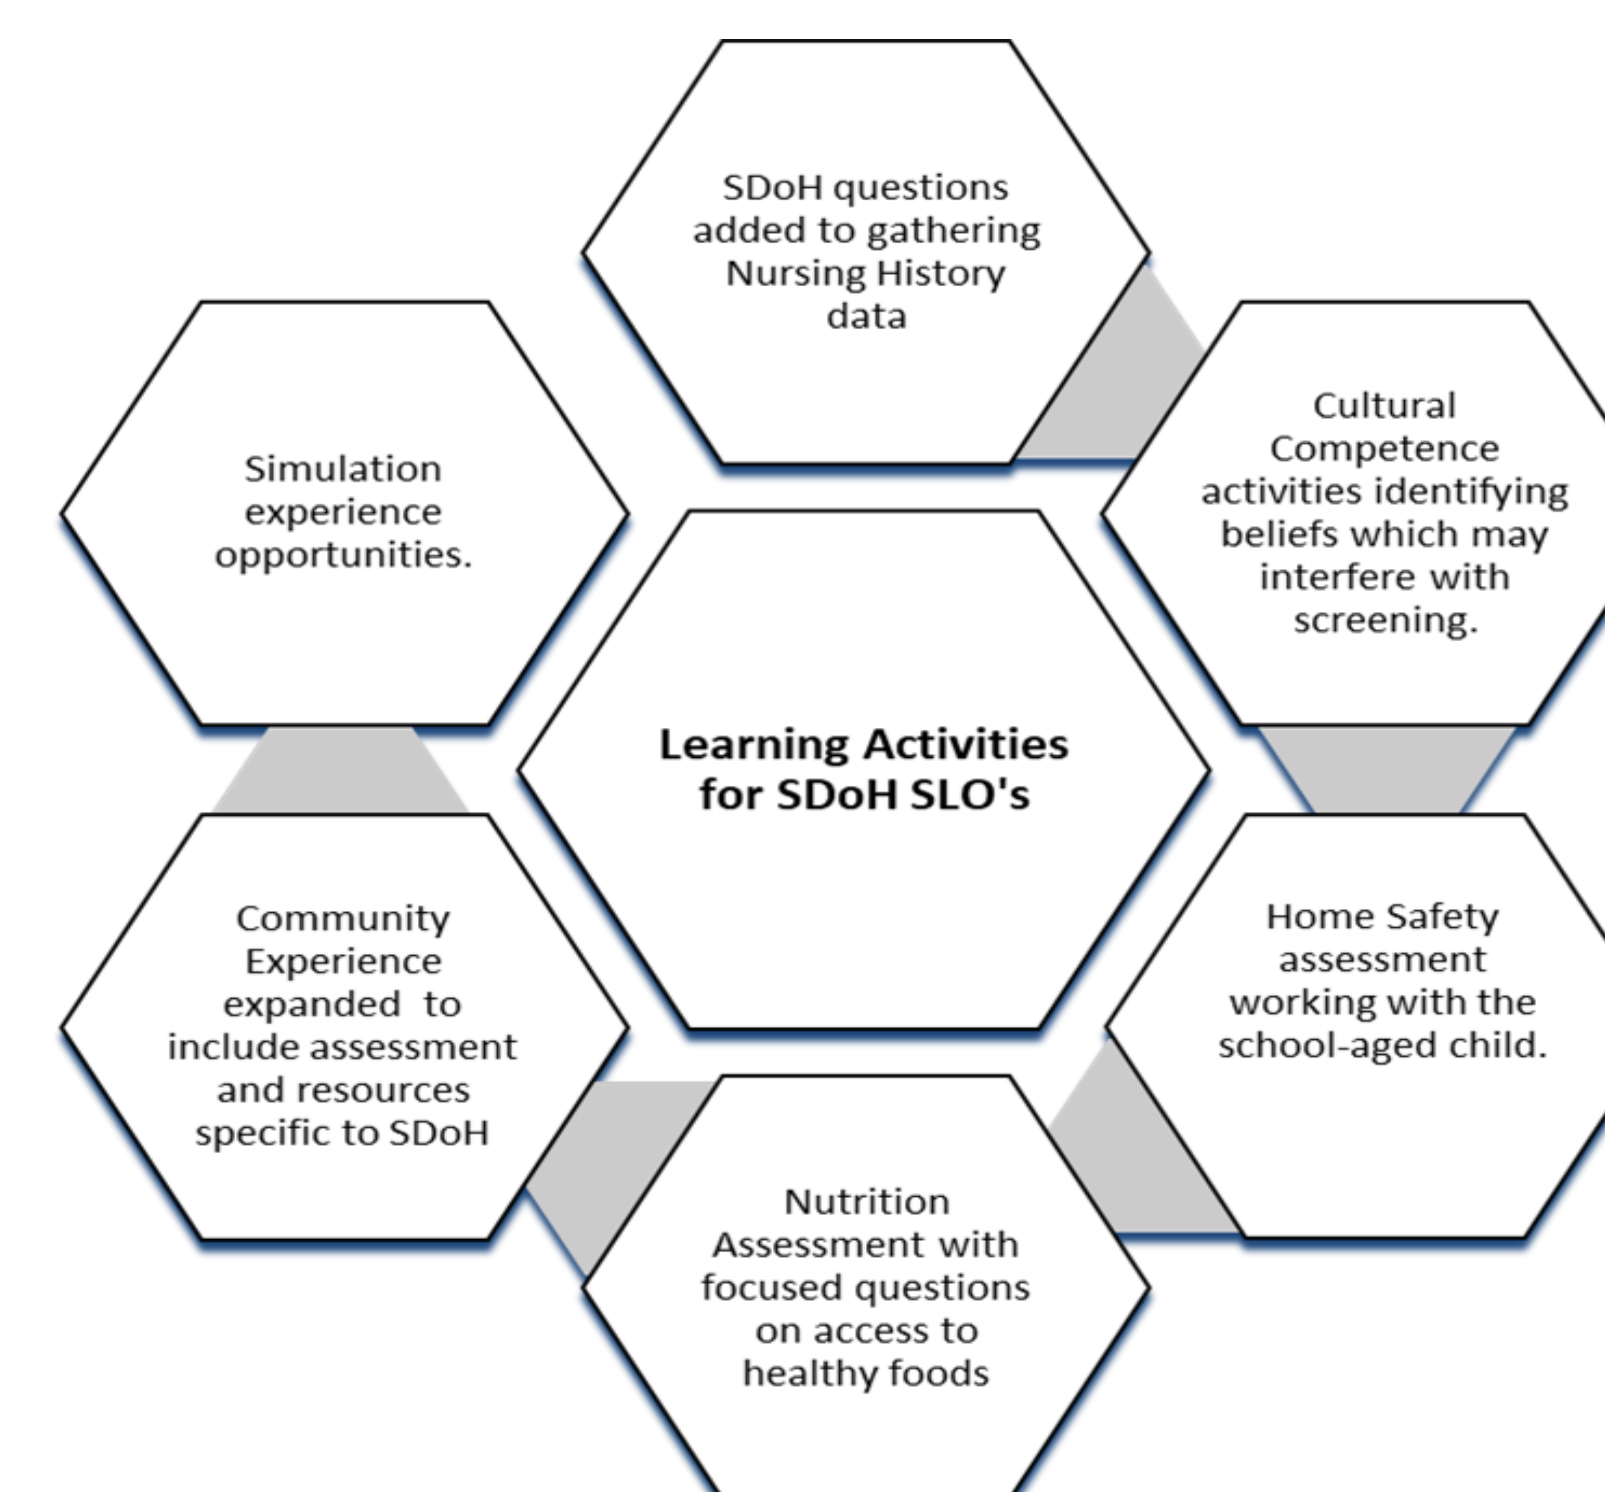 SDoH questions
added to gathering
Nursing History
data
Cultural
Competence
activities identifying
beliefs which may
interfere with
screening.
Home Safety
assessment
working with the
school-aged child.
Nutrition
Assessment with
focused questions
on access to
healthy foods
Community
Experience
expanded  to
include assessment
and resources
specific to SDoH
Simulation
experience
opportunities.
Learning Activities
for SDoH SLO's